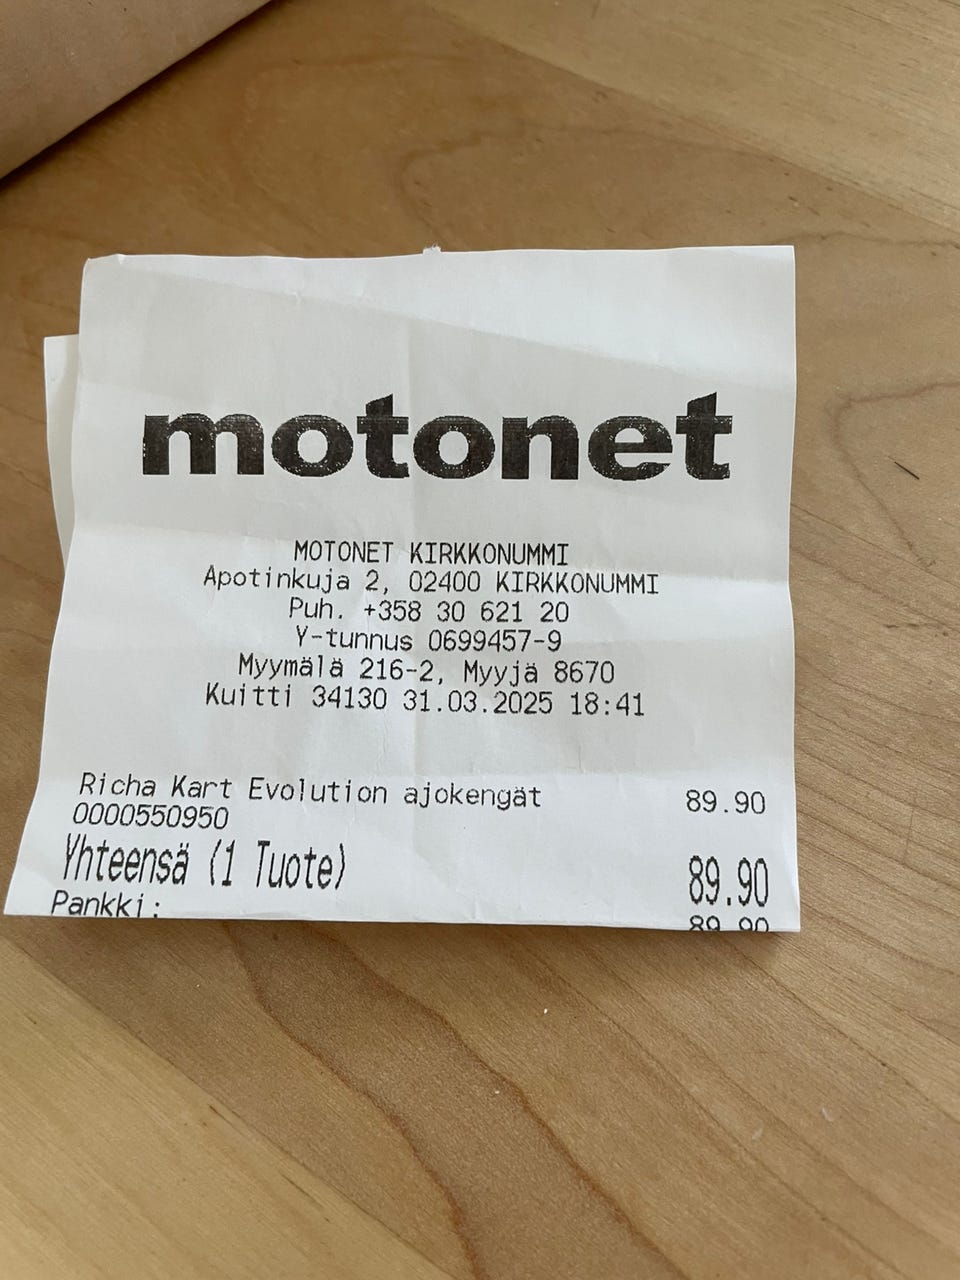 motonet
MOTONET KIRKKONUMMI
Apotinkuja 2, 02400 KIRKKONUMMI
Puh. +358 30 621 20
Y-tunnus 0699457-9
Myymälä 216-2, Myyjä 8670
Kuitti 34130 31.03.2025 18:41
Richa Kart Evolution ajokengät 89.90
0000550950
Yhteensä (1 Tuote) 89.90
Pankki: 89.90